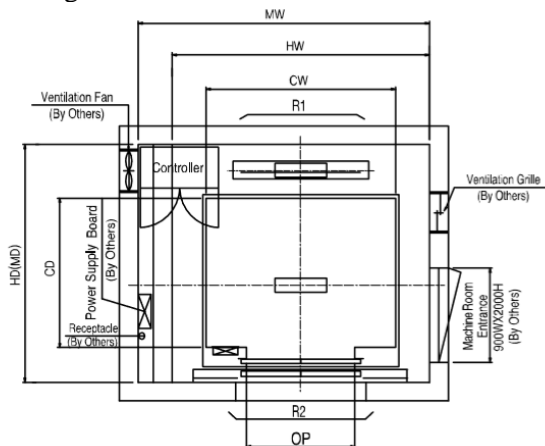 MW
HW
CW
R1
Ventilation Fan
(By Others)
Controller
Ventilation Grille
(By Others)
HD(MD)
CD
Power Supply Board
(By Others)
Receptacle
(By Others)
Machine Room
Entrance
900WX2000H
(By Others)
R2
OP